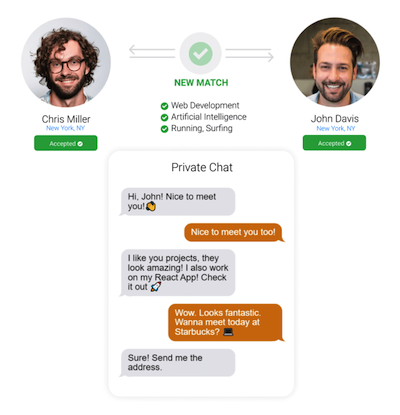 NEW MATCH
Web Development
Artificial Intelligence
Running, Surfing
Chris Miller
New York, NY
Accepted
John Davis
New York, NY
Accepted
Private Chat
Hi, John! Nice to meet
you!👋
Nice to meet you too!
I like you projects, they
look amazing! I also work
on my React App! Check
it out 🚀
Wow. Looks fantastic.
Wanna meet today at
Starbucks? 💻
Sure! Send me the
address.